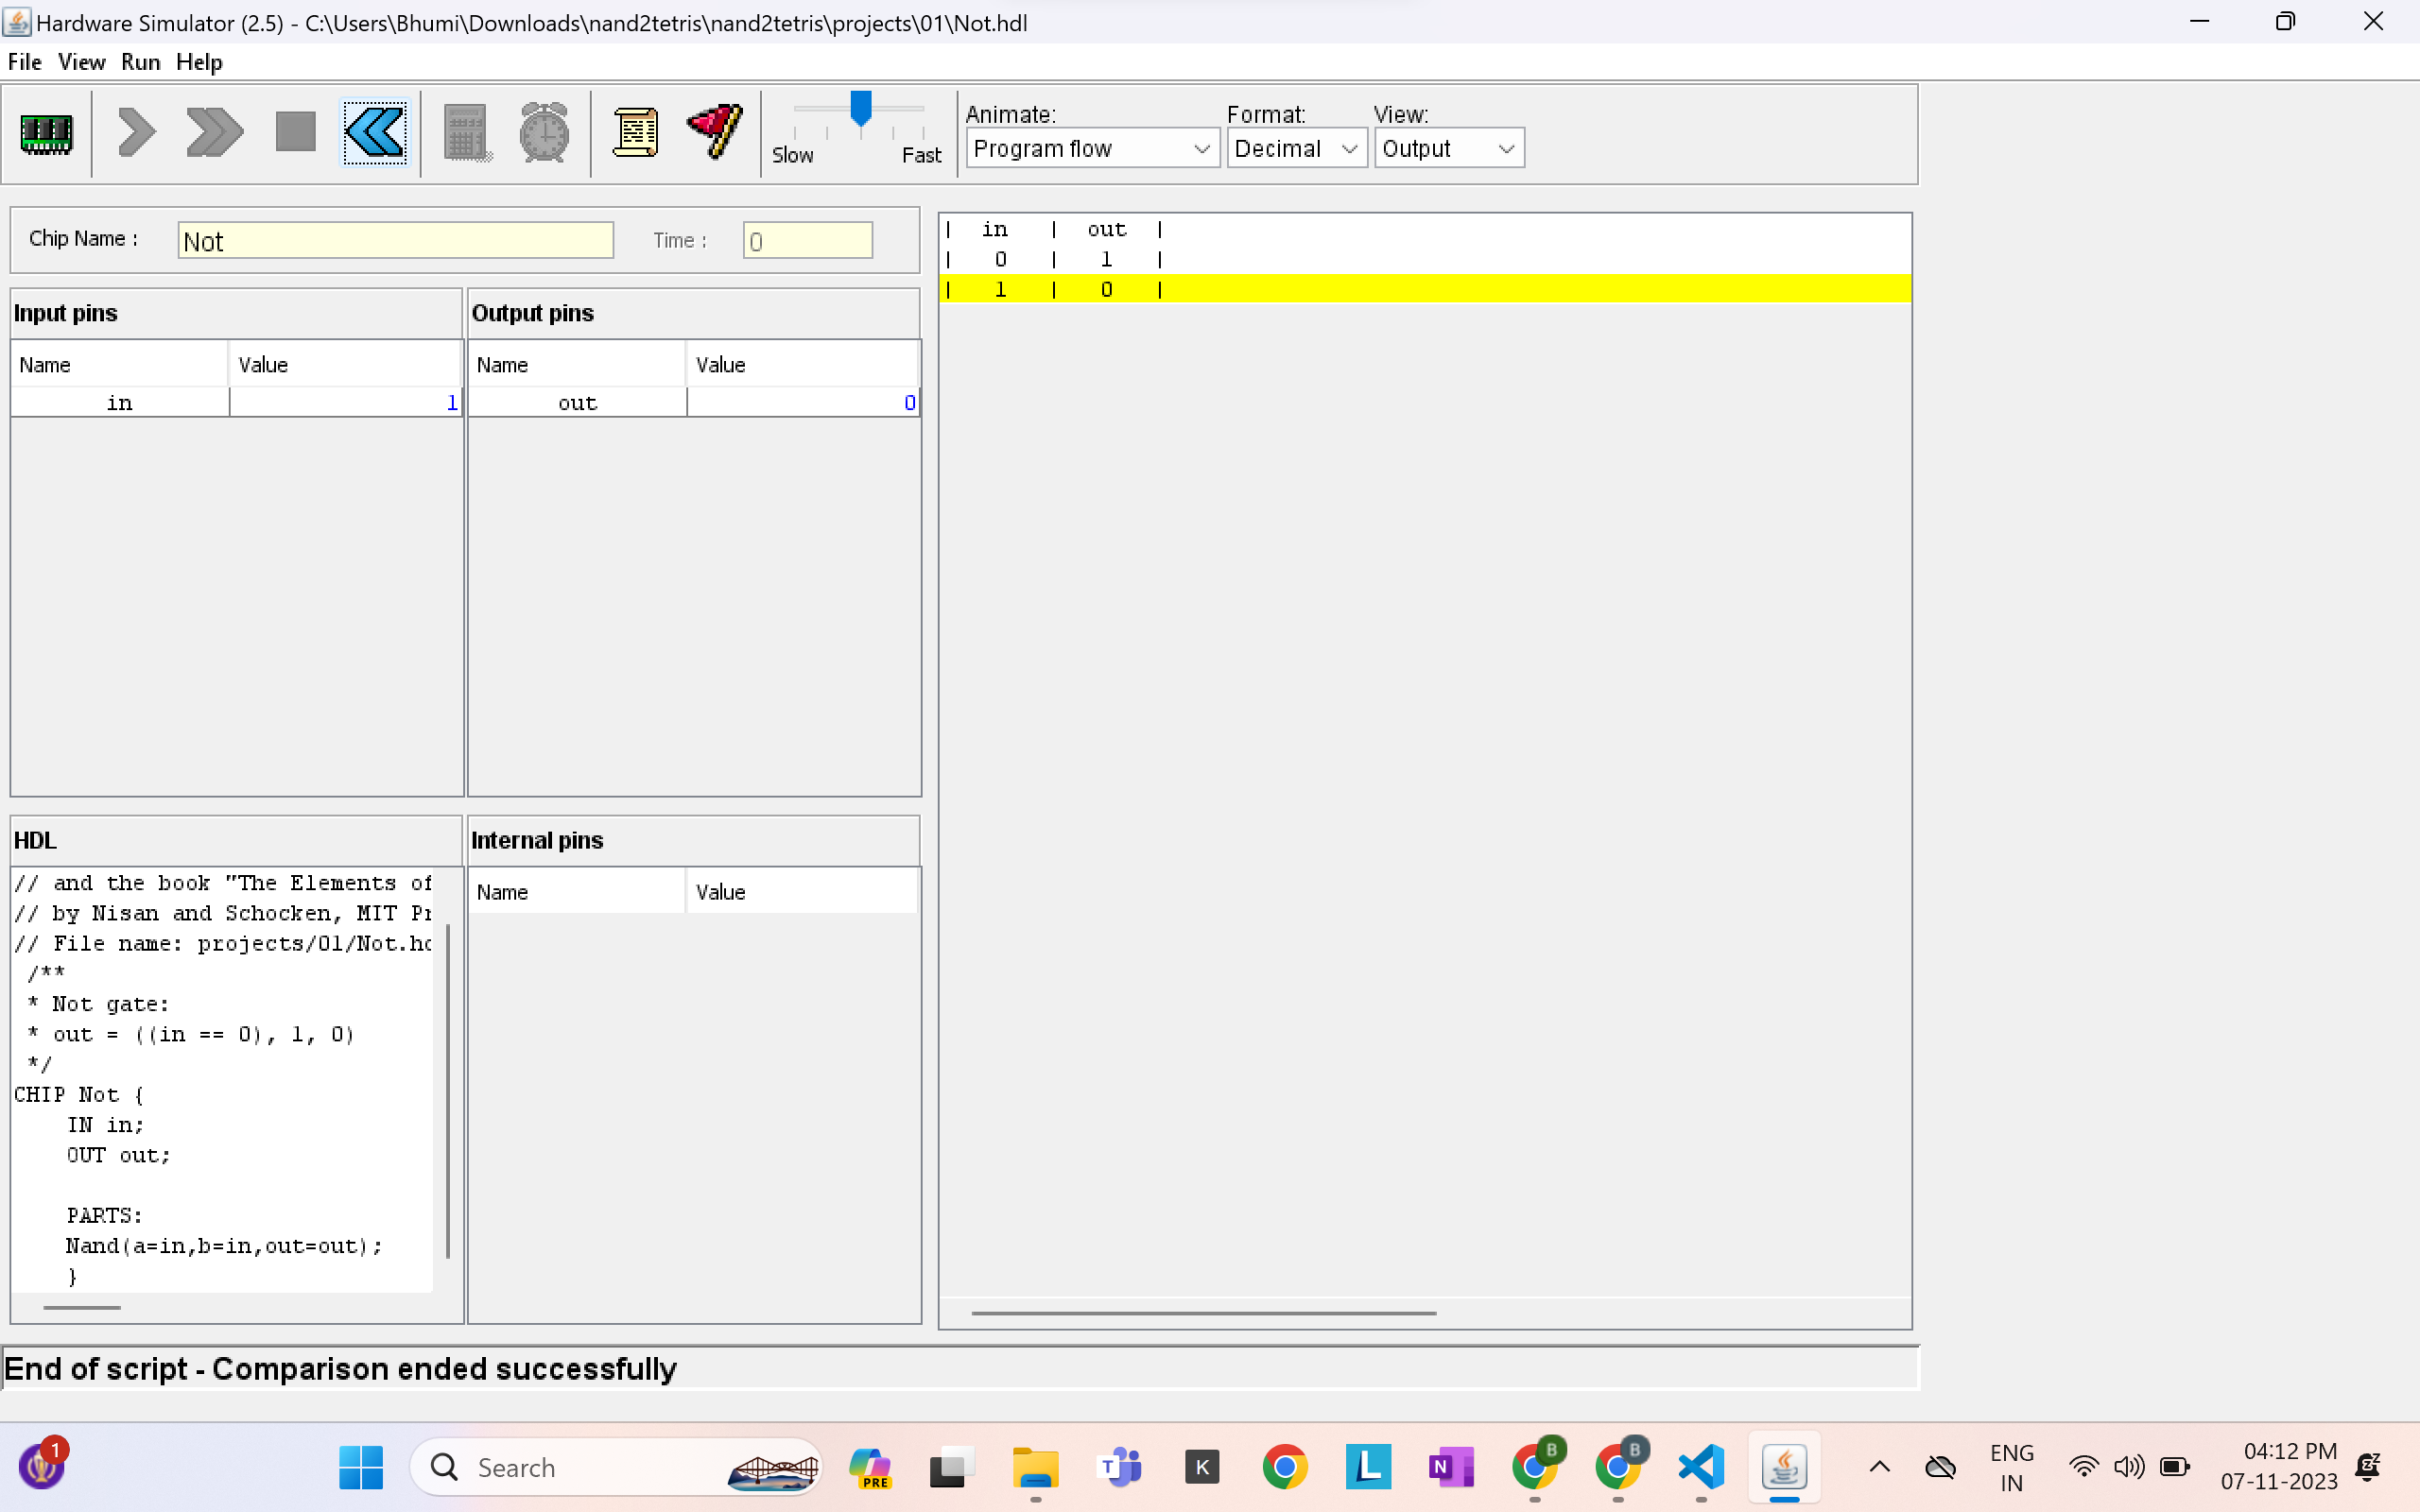 Hardware Simulator (2.5) - C:\Users\Bhumi\Downloads\nand2tetris\nand2tetris\projects\01\Not.hdl
File View Run Help
Slow Fast
Animate: Format: View:
Program flow Decimal Output
Chip Name : Not Time : 0
Input pins
Name Value
in 1
Output pins
Name Value
out 0
HDL
// and the book "The Elements of
// by Nisan and Schocken, MIT Pr
// File name: projects/01/Not.hd
/**
* Not gate:
* out = ((in == 0), 1, 0)
*/
CHIP Not {
IN in;
OUT out;
PARTS:
Nand(a=in,b=in,out=out);
}
Internal pins
Name Value
| in | out |
| 0 | 1 |
| 1 | 0 |
End of script - Comparison ended successfully
1
Search
PRE
T
K
L
N
B
B
ENG
IN
04:12 PM
07-11-2023